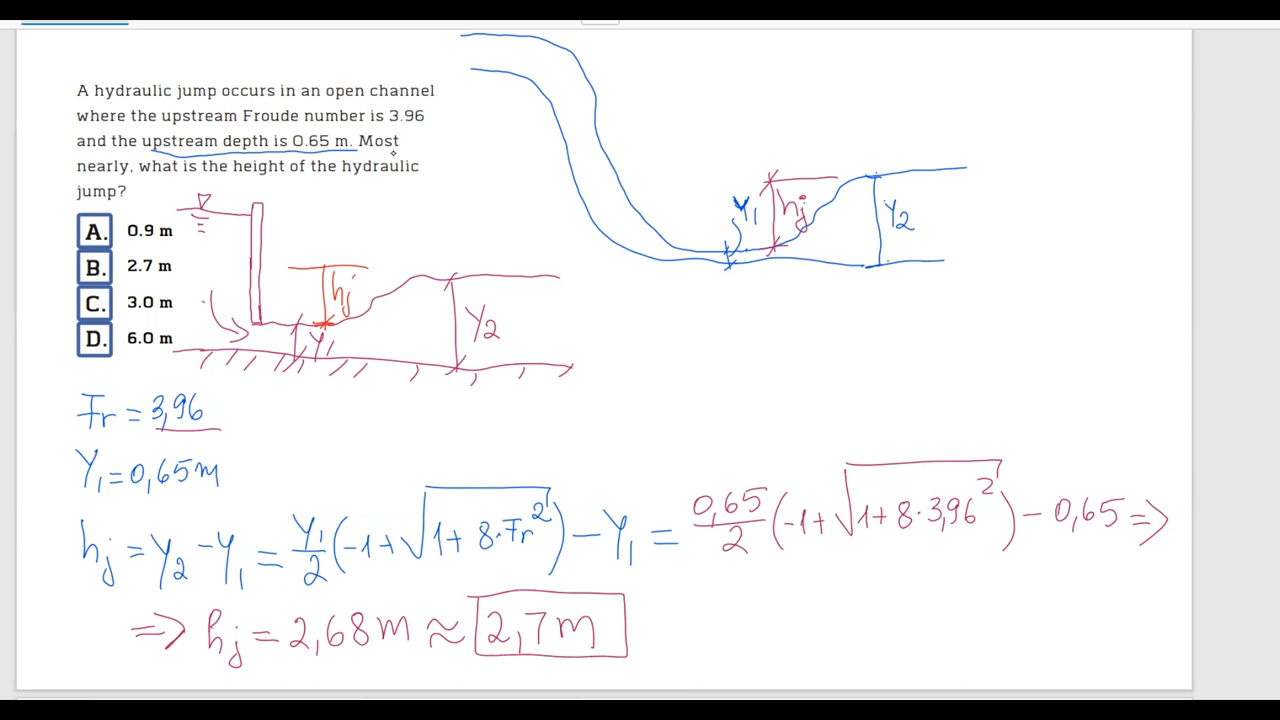 A hydraulic jump occurs in an open channel
where the upstream Froude number is 3.96
and the upstream depth is 0.65 m. Most
nearly, what is the height of the hydraulic
jump?
A. 0.9 m
B. 2.7 m
C. 3.0 m
D. 6.0 m
hj
Y1
Y2
Y1
hj
Y2
Fr = 3,96
Y1 = 0,65m
hj = Y2 - Y1 = Y1/2 (-1+√(1+8·Fr²)) - Y1 = 0,65/2 (-1+√(1+8·3,96²)) - 0,65 =>
=> hj = 2,68m ≈ 2,7m